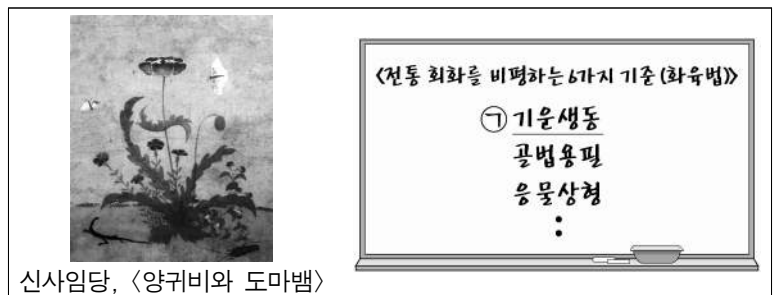 〈전통 회화를 비평하는 6가지 기준 (화육법)〉
㉠ 기운생동
골법용필
응물상형
⋮
신사임당, 〈양귀비와 도마뱀〉